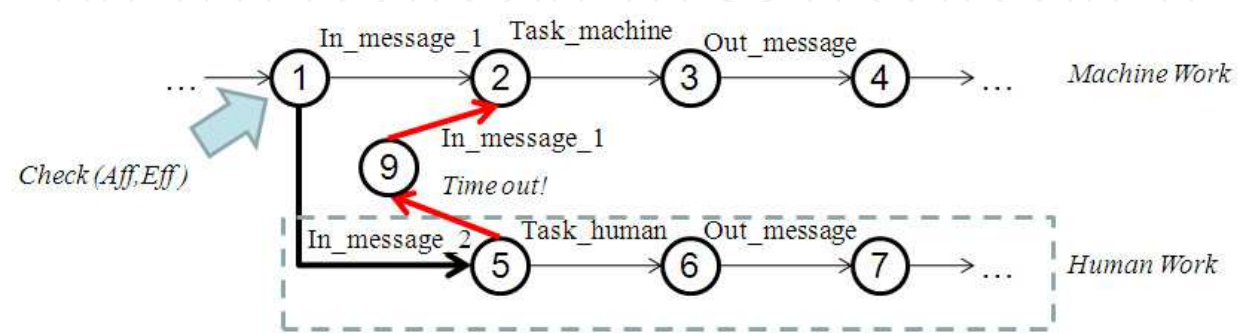 In_message_1 Task_machine Out_message
... 1 2 3 4 ... Machine Work
Check (Aff,Eff)
9 In_message_1
Time out!
In_message_2 Task_human Out_message
5 6 7 ... Human Work